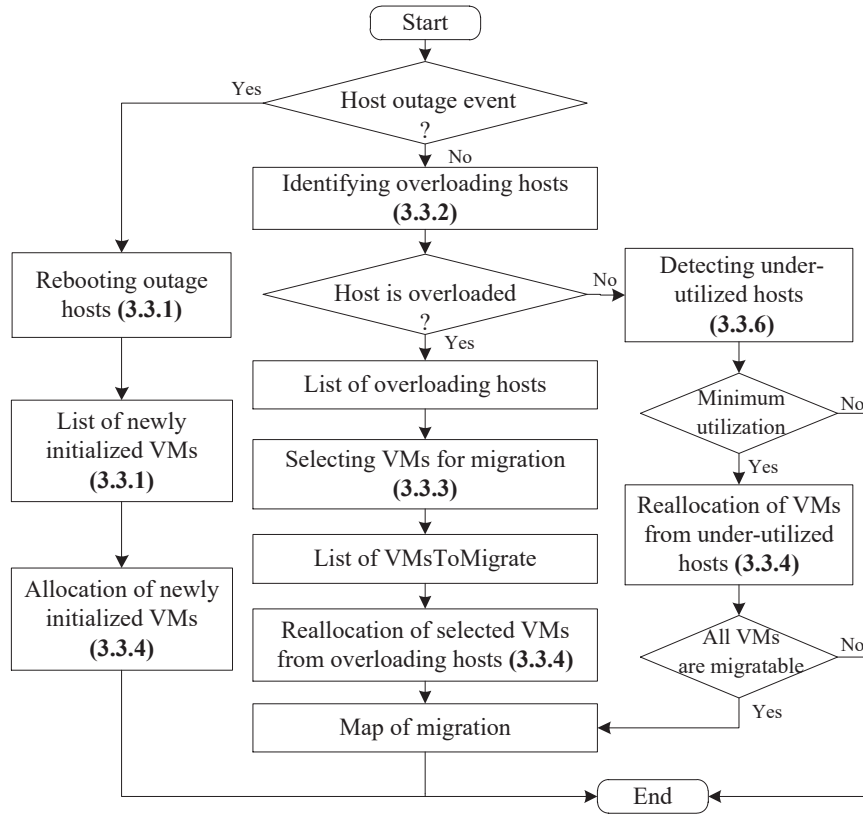 Start
Yes
Host outage event
?
No
Identifying overloading hosts
(3.3.2)
Rebooting outage
hosts (3.3.1)
Host is overloaded
?
No
Yes
Detecting under-
utilized hosts
(3.3.6)
List of overloading hosts
Minimum
utilization
No
Yes
List of newly
initialized VMs
(3.3.1)
Selecting VMs for migration
(3.3.3)
Reallocation of VMs
from under-utilized
hosts (3.3.4)
List of VMsToMigrate
Allocation of newly
initialized VMs
(3.3.4)
Reallocation of selected VMs
from overloading hosts (3.3.4)
All VMs
are migratable
No
Yes
Map of migration
End